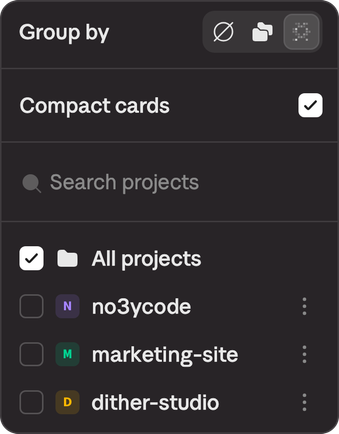 Group by
Compact cards
Search projects
All projects
N no3ycode
M marketing-site
D dither-studio